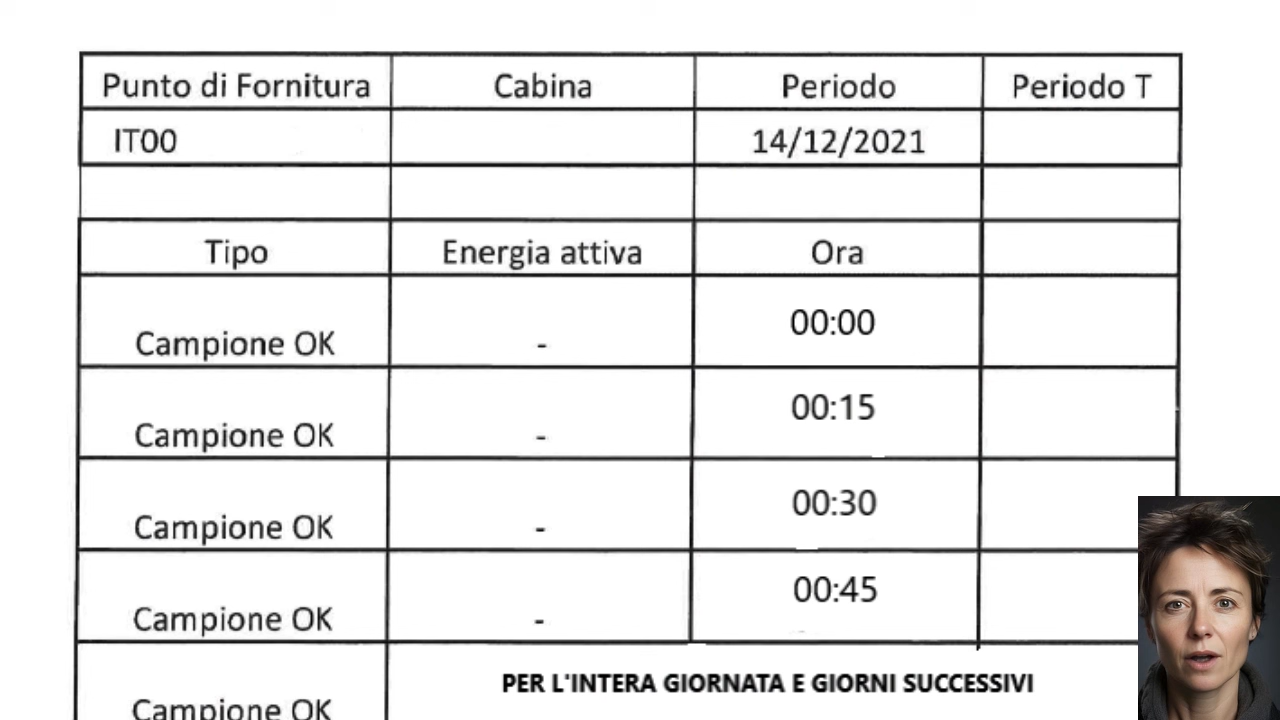 Punto di Fornitura Cabina Periodo Periodo T
IT00 14/12/2021
Tipo Energia attiva Ora
Campione OK - 00:00
Campione OK - 00:15
Campione OK - 00:30
Campione OK - 00:45
PER L'INTERA GIORNATA E GIORNI SUCCESSIVI
Campione OK